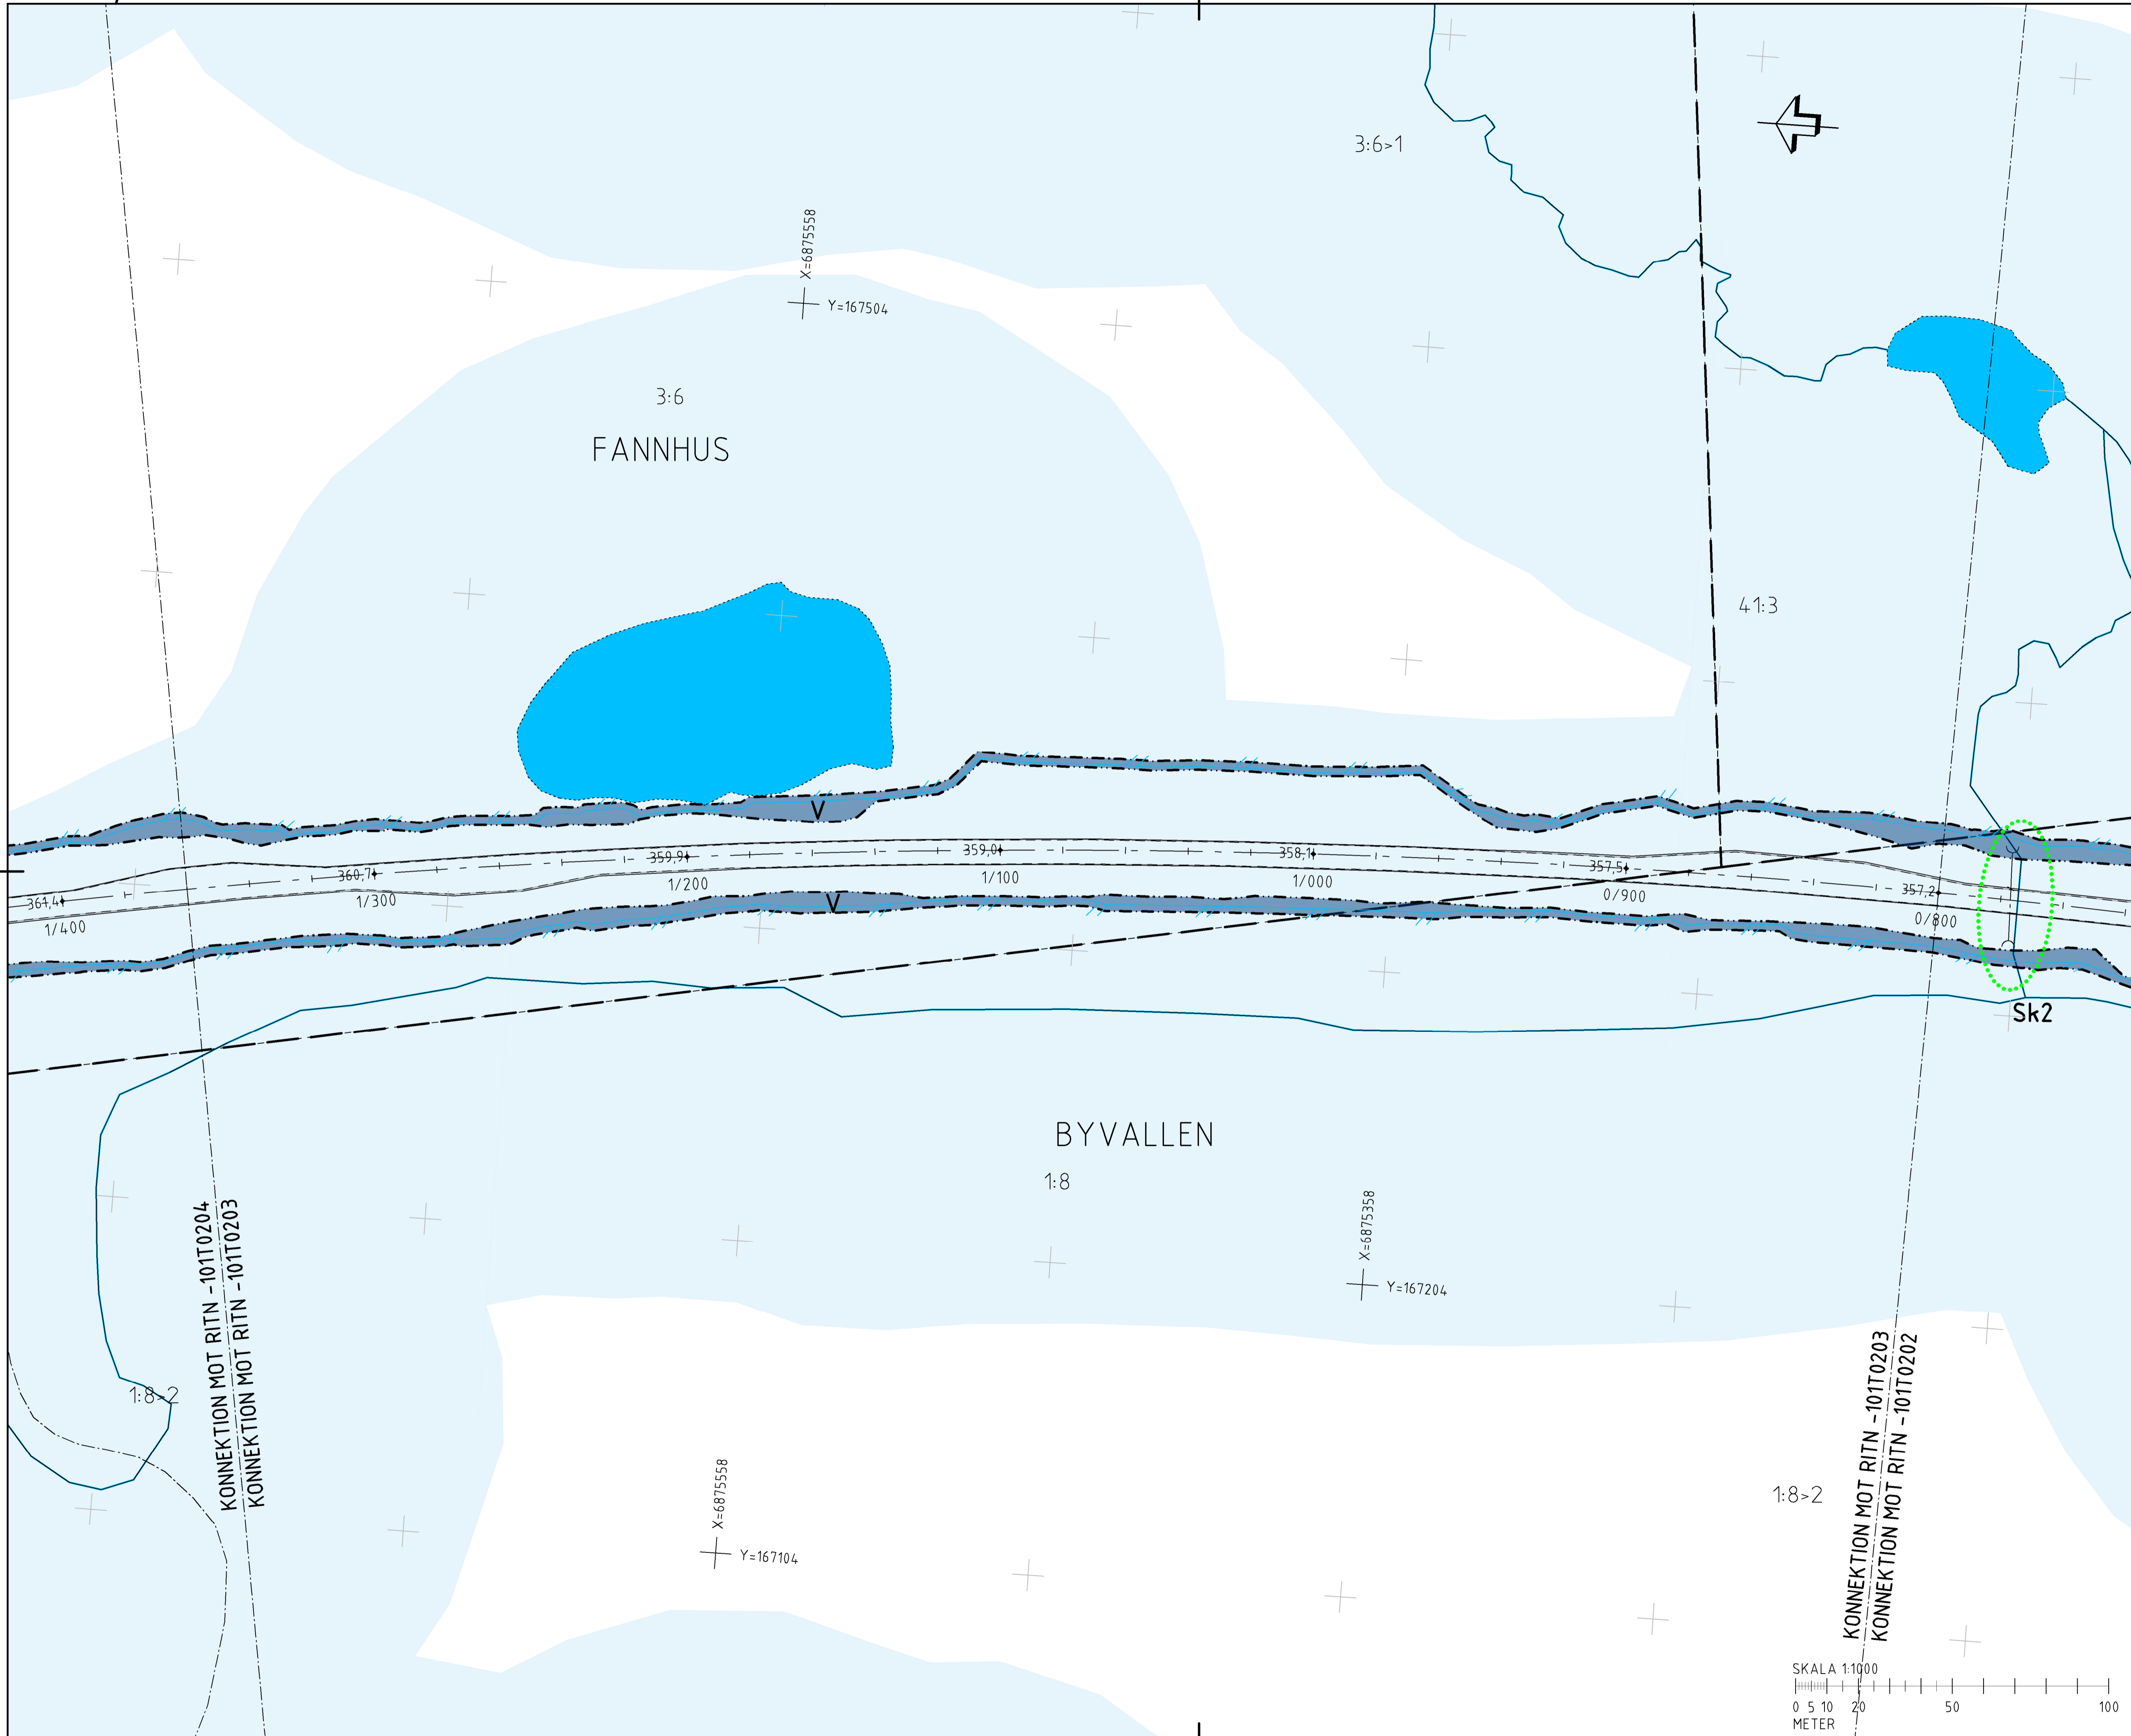 3:6>1
X=6875558
Y=167504
3:6
FANNHUS
41:3
V
361,4
360,7
359,9
359,0
358,1
357,5
357,2
1/400
1/300
1/200
1/100
1/000
0/900
0/800
V
Sk2
BYVALLEN
1:8
X=6875358
Y=167204
KONNEKTION MOT RITN -101T0204
KONNEKTION MOT RITN -101T0203
1:8>2
KONNEKTION MOT RITN -101T0203
KONNEKTION MOT RITN -101T0202
1:8>2
X=6875558
Y=167104
SKALA 1:1000
0 5 10 20 50 100
METER